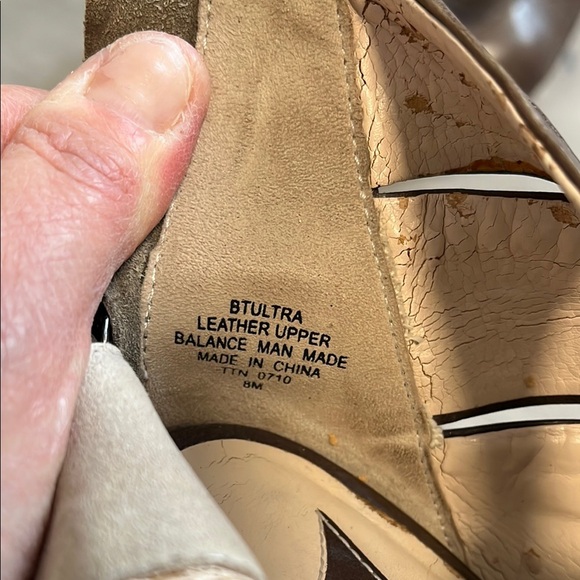 BTULTRA
LEATHER UPPER
BALANCE MAN MADE
MADE IN CHINA
TTN 0710
8M